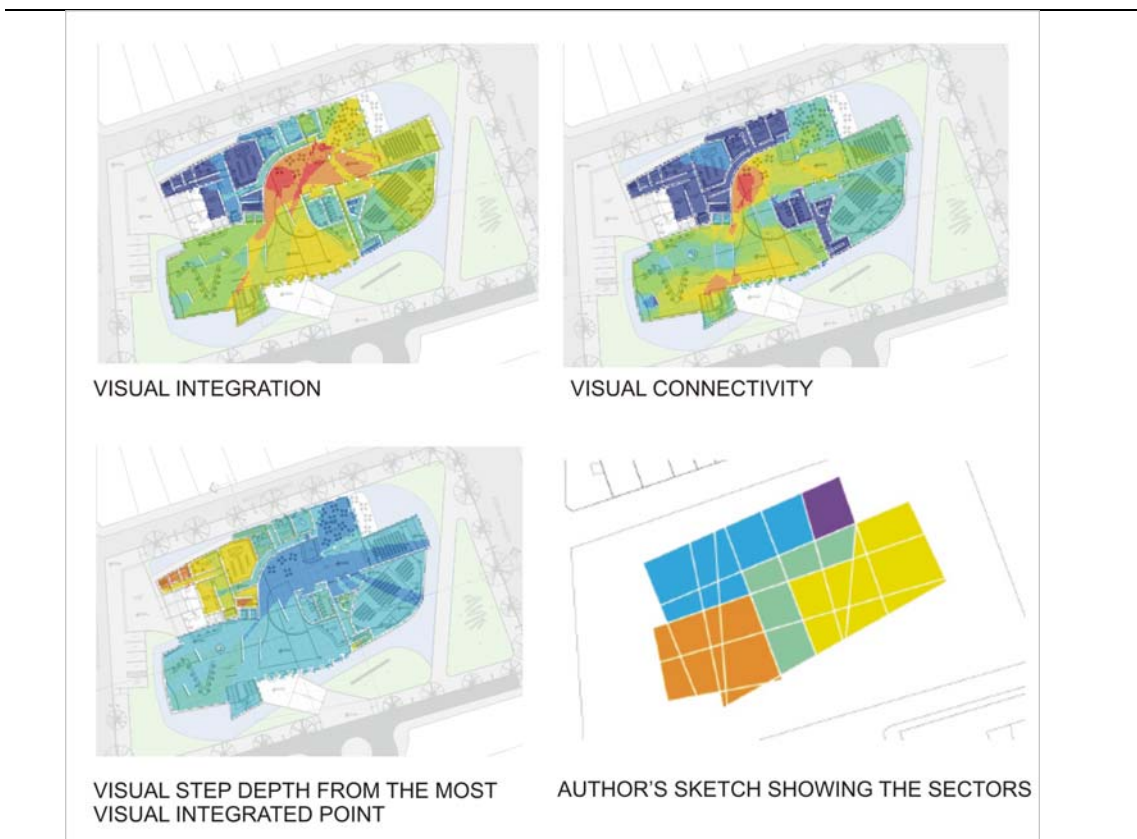 VISUAL INTEGRATION
VISUAL CONNECTIVITY
VISUAL STEP DEPTH FROM THE MOST
VISUAL INTEGRATED POINT
AUTHOR'S SKETCH SHOWING THE SECTORS